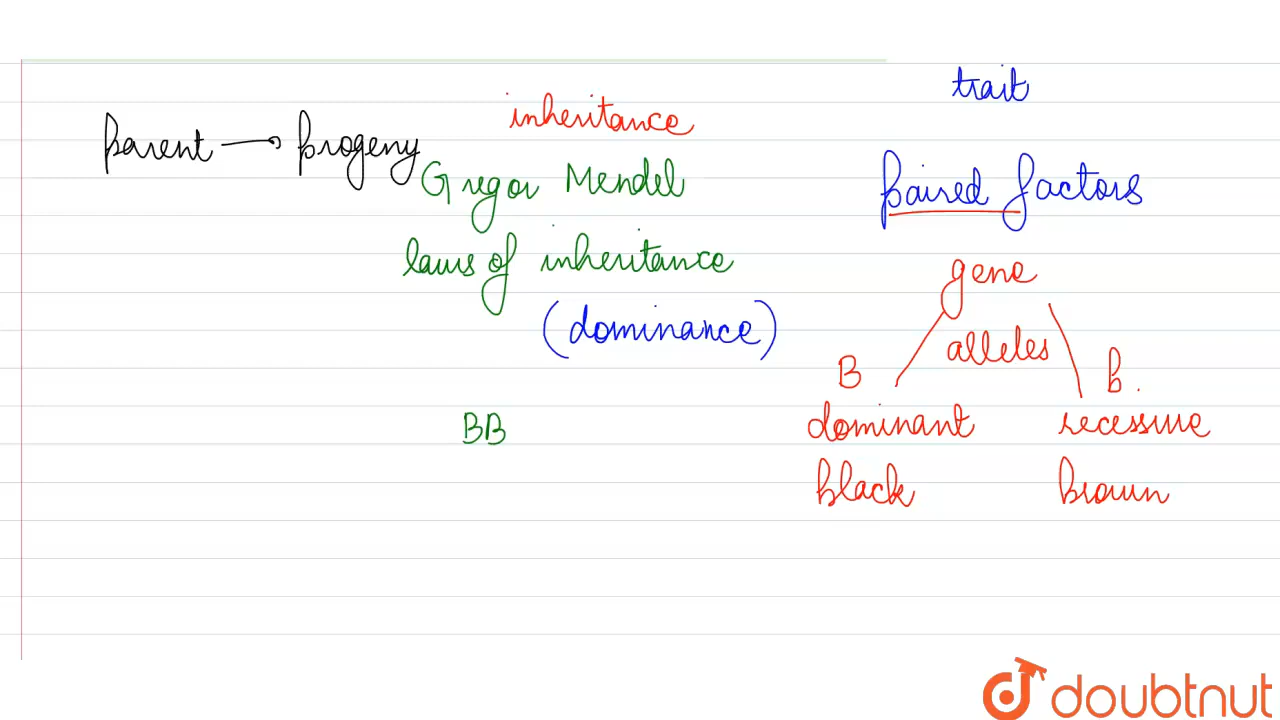 Parent → Progeny
inheritance
Gregor Mendel
laws of inheritance
(dominance)
BB
trait
Paired factors
gene
alleles
B
b.
dominant
recessive
black
brown
doubtnut